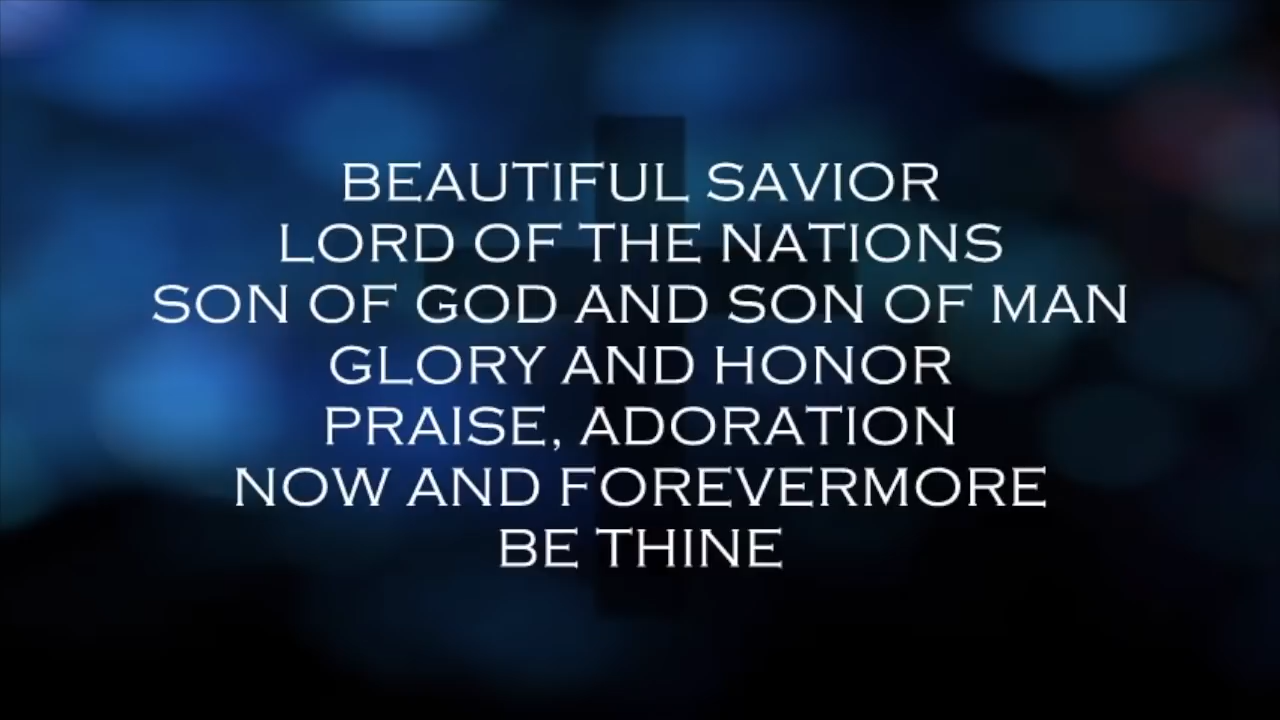 BEAUTIFUL SAVIOR
LORD OF THE NATIONS
SON OF GOD AND SON OF MAN
GLORY AND HONOR
PRAISE, ADORATION
NOW AND FOREVERMORE
BE THINE